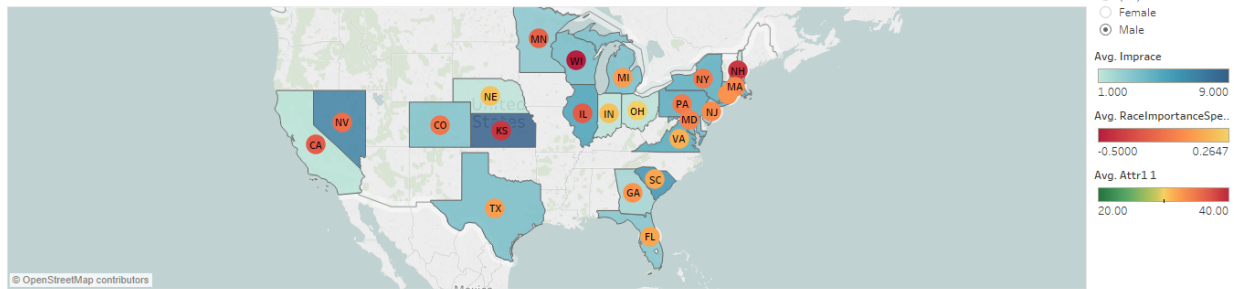 MN
WI
MI
NH
NY
MA
NE
United
States
IL
IN
OH
PA
NJ
MD
NV
CO
KS
CA
VA
SC
GA
TX
FL
© OpenStreetMap contributors
Female
Male
Avg. Imprace
1.000 9.000
Avg. RaceImportanceSpe..
-0.5000 0.2647
Avg. Attr1 1
20.00 40.00